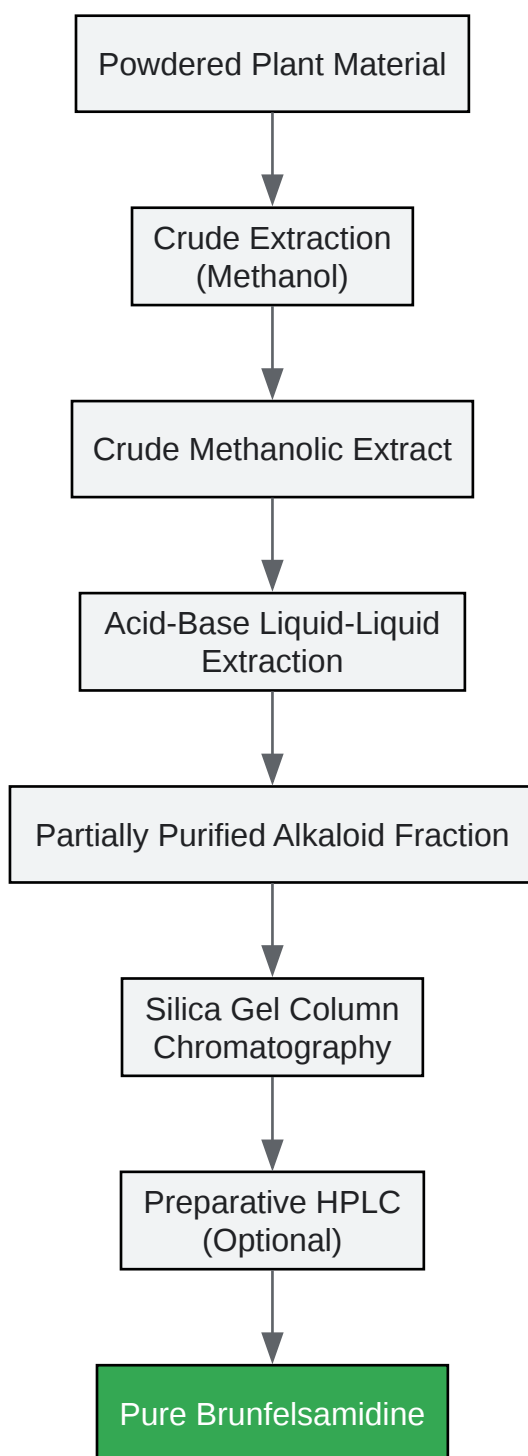 Powdered Plant Material
Crude Extraction
(Methanol)
Crude Methanolic Extract
Acid-Base Liquid-Liquid
Extraction
Partially Purified Alkaloid Fraction
Silica Gel Column
Chromatography
Preparative HPLC
(Optional)
Pure Brunfelsamidine